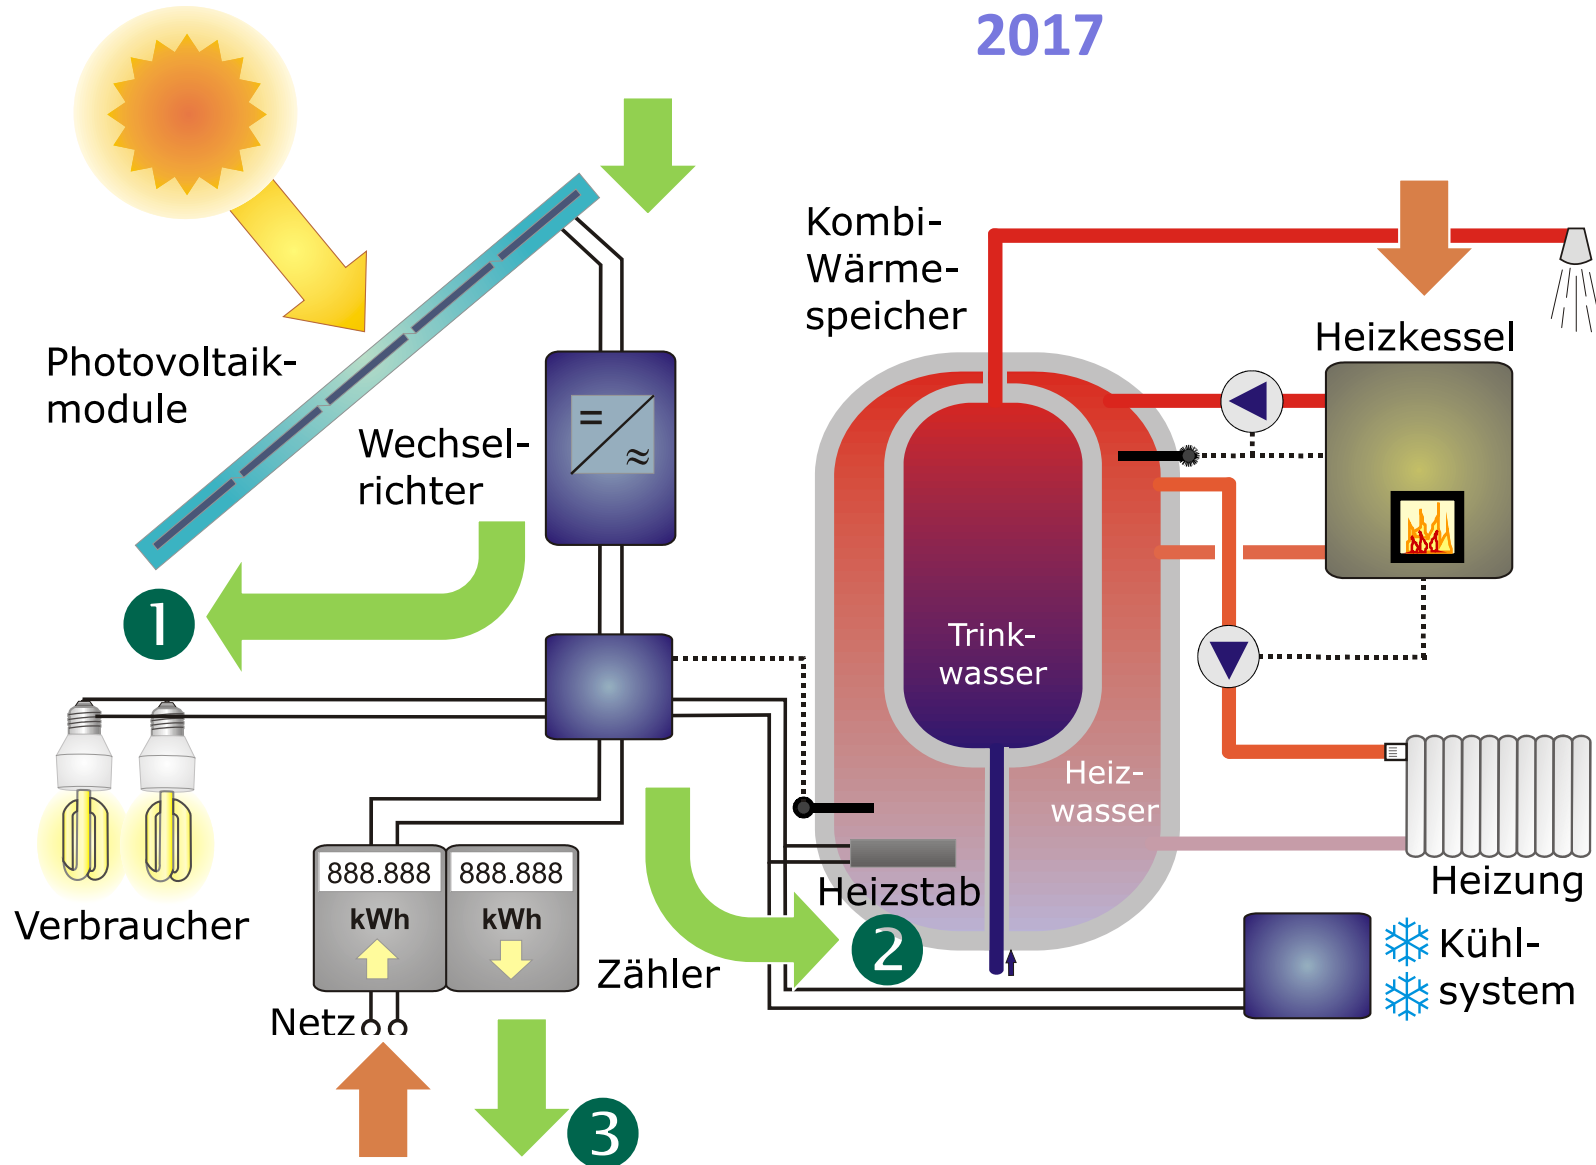 2017
Kombi-
Wärme-
speicher
Heizkessel
Photovoltaik-
module
Wechsel-
richter
=
≈
1
Trink-
wasser
Heiz-
wasser
888.888
888.888
kWh
kWh
Heizstab
Heizung
Verbraucher
2
Zähler
Kühl-
system
Netz
3